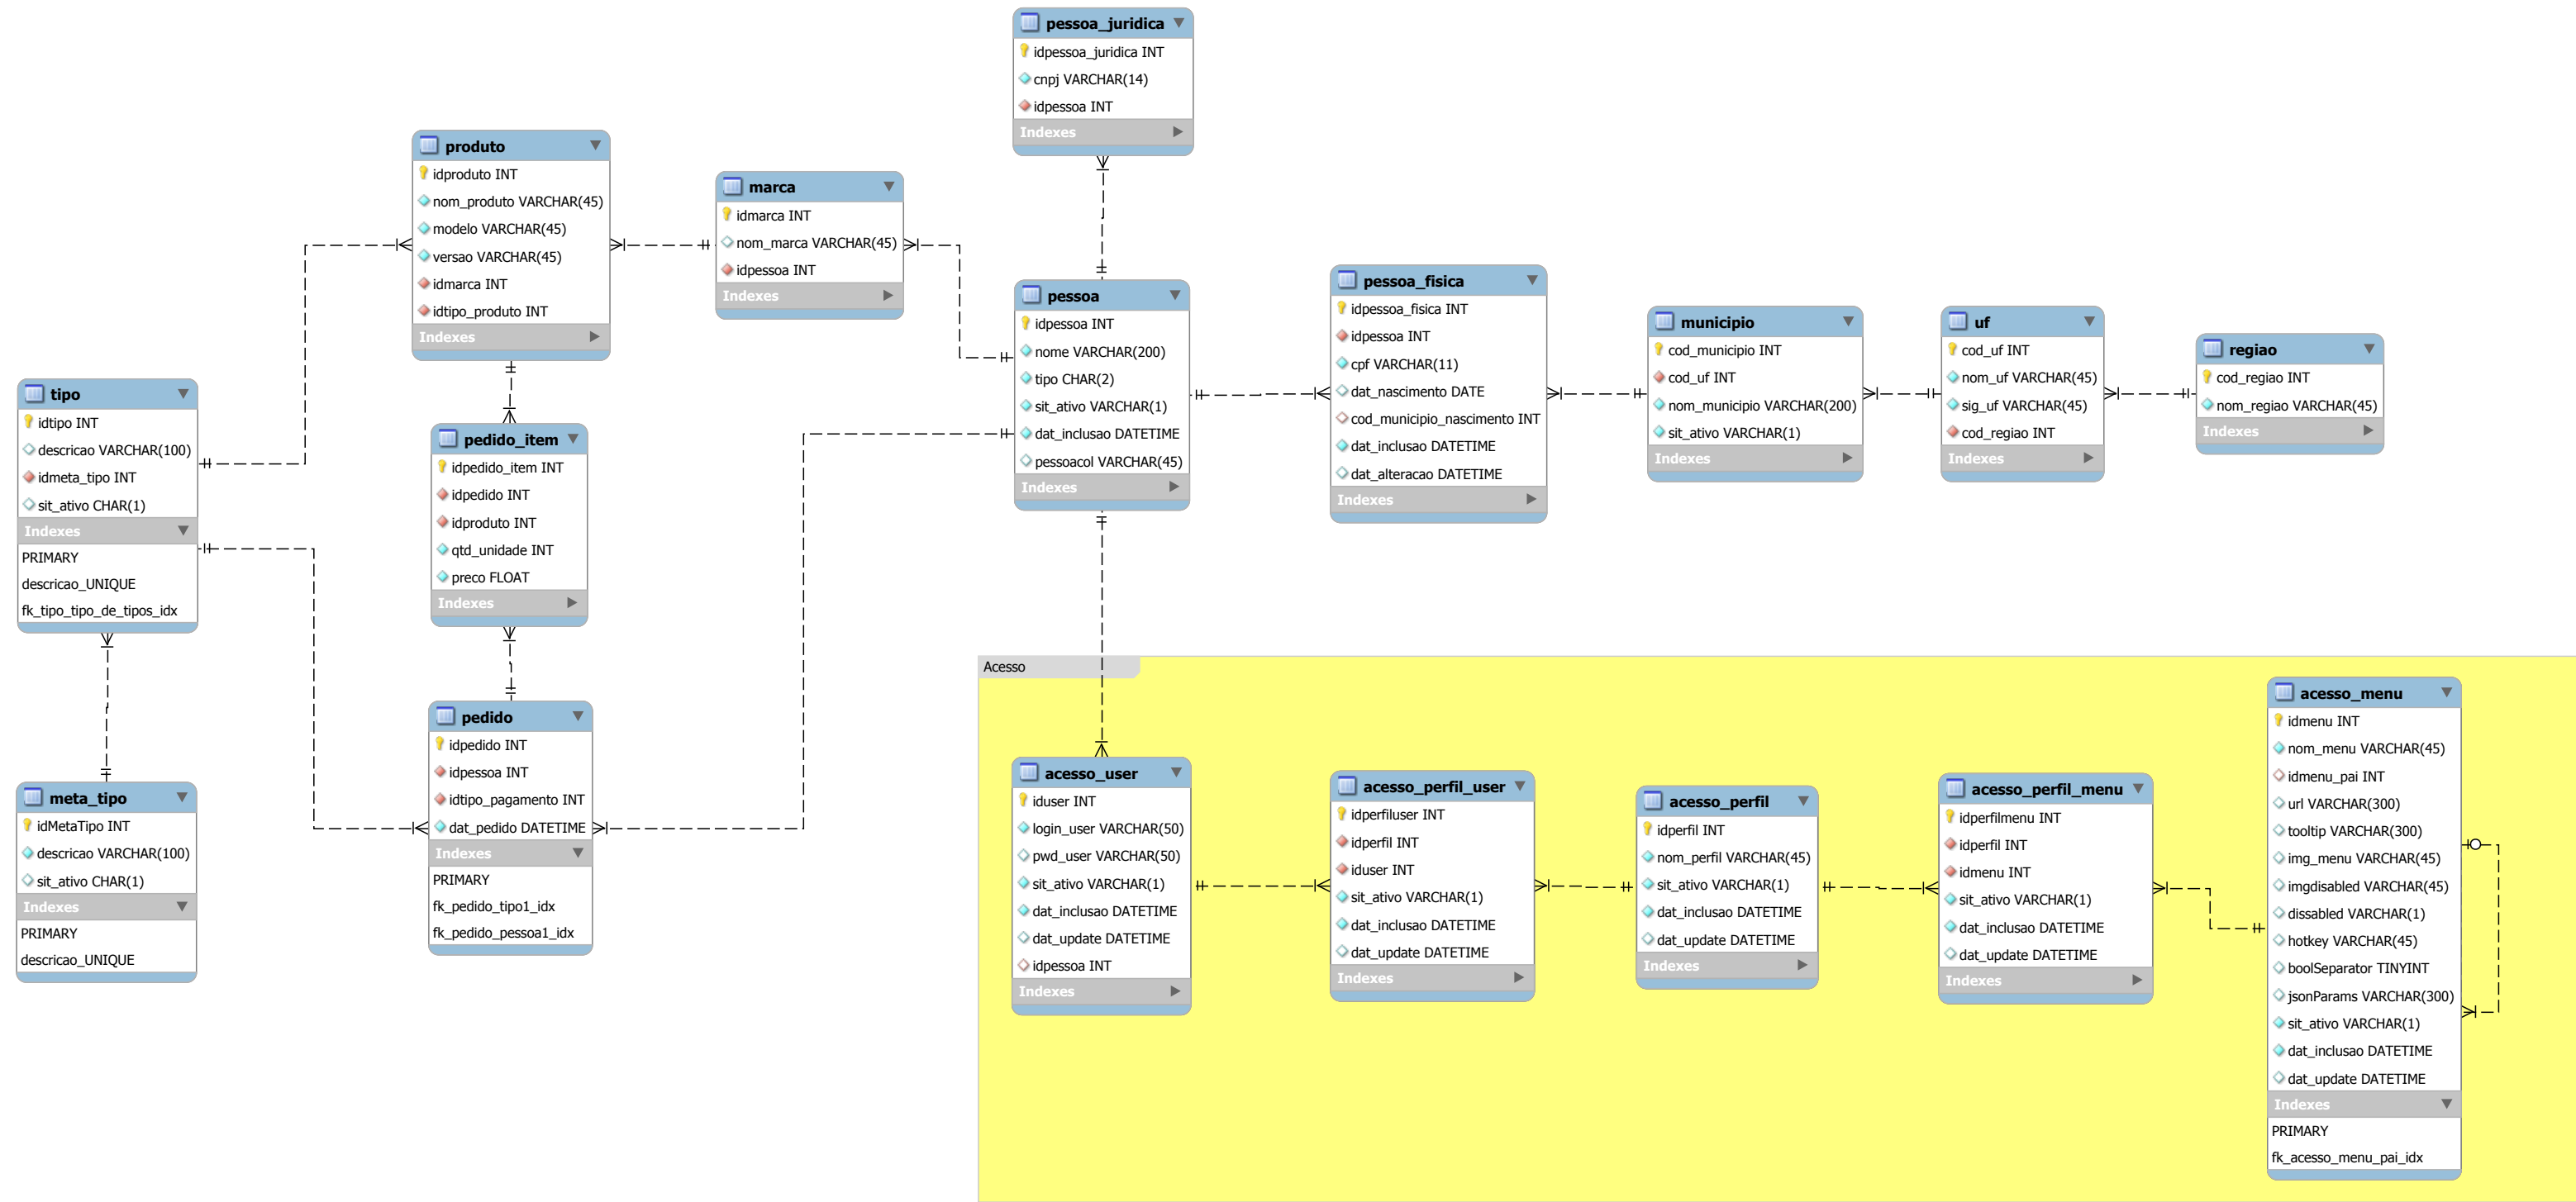 pessoa_juridica
idpessoa_juridica INT
cnpj VARCHAR(14)
idpessoa INT
Indexes
produto
idproduto INT
nom_produto VARCHAR(45)
modelo VARCHAR(45)
versao VARCHAR(45)
idmarca INT
idtipo_produto INT
Indexes
marca
idmarca INT
nom_marca VARCHAR(45)
idpessoa INT
Indexes
pessoa
idpessoa INT
nome VARCHAR(200)
tipo CHAR(2)
sit_ativo VARCHAR(1)
dat_inclusao DATETIME
pessoacol VARCHAR(45)
Indexes
pessoa_fisica
idpessoa_fisica INT
idpessoa INT
cpf VARCHAR(11)
dat_nascimento DATE
cod_municipio_nascimento INT
dat_inclusao DATETIME
dat_alteracao DATETIME
Indexes
municipio
cod_municipio INT
cod_uf INT
nom_municipio VARCHAR(200)
sit_ativo VARCHAR(1)
Indexes
uf
cod_uf INT
nom_uf VARCHAR(45)
sig_uf VARCHAR(45)
cod_regiao INT
Indexes
regiao
cod_regiao INT
nom_regiao VARCHAR(45)
Indexes
tipo
idtipo INT
descricao VARCHAR(100)
idmeta_tipo INT
sit_ativo CHAR(1)
Indexes
PRIMARY
descricao_UNIQUE
fk_tipo_tipo_de_tipos_idx
pedido_item
idpedido_item INT
idpedido INT
idproduto INT
qtd_unidade INT
preco FLOAT
Indexes
meta_tipo
idMetaTipo INT
descricao VARCHAR(100)
sit_ativo CHAR(1)
Indexes
PRIMARY
descricao_UNIQUE
pedido
idpedido INT
idpessoa INT
idtipo_pagamento INT
dat_pedido DATETIME
Indexes
PRIMARY
fk_pedido_tipo1_idx
fk_pedido_pessoa1_idx
Acesso
acesso_user
iduser INT
login_user VARCHAR(50)
pwd_user VARCHAR(50)
sit_ativo VARCHAR(1)
dat_inclusao DATETIME
dat_update DATETIME
idpessoa INT
Indexes
acesso_perfil_user
idperfiluser INT
idperfil INT
iduser INT
sit_ativo VARCHAR(1)
dat_inclusao DATETIME
dat_update DATETIME
Indexes
acesso_perfil
idperfil INT
nom_perfil VARCHAR(45)
sit_ativo VARCHAR(1)
dat_inclusao DATETIME
dat_update DATETIME
Indexes
acesso_perfil_menu
idperfilmenu INT
idperfil INT
idmenu INT
sit_ativo VARCHAR(1)
dat_inclusao DATETIME
dat_update DATETIME
Indexes
acesso_menu
idmenu INT
nom_menu VARCHAR(45)
idmenu_pai INT
url VARCHAR(300)
tooltip VARCHAR(300)
img_menu VARCHAR(45)
imgdisabled VARCHAR(45)
dissabled VARCHAR(1)
hotkey VARCHAR(45)
boolSeparator TINYINT
jsonParams VARCHAR(300)
sit_ativo VARCHAR(1)
dat_inclusao DATETIME
dat_update DATETIME
Indexes
PRIMARY
fk_acesso_menu_pai_idx